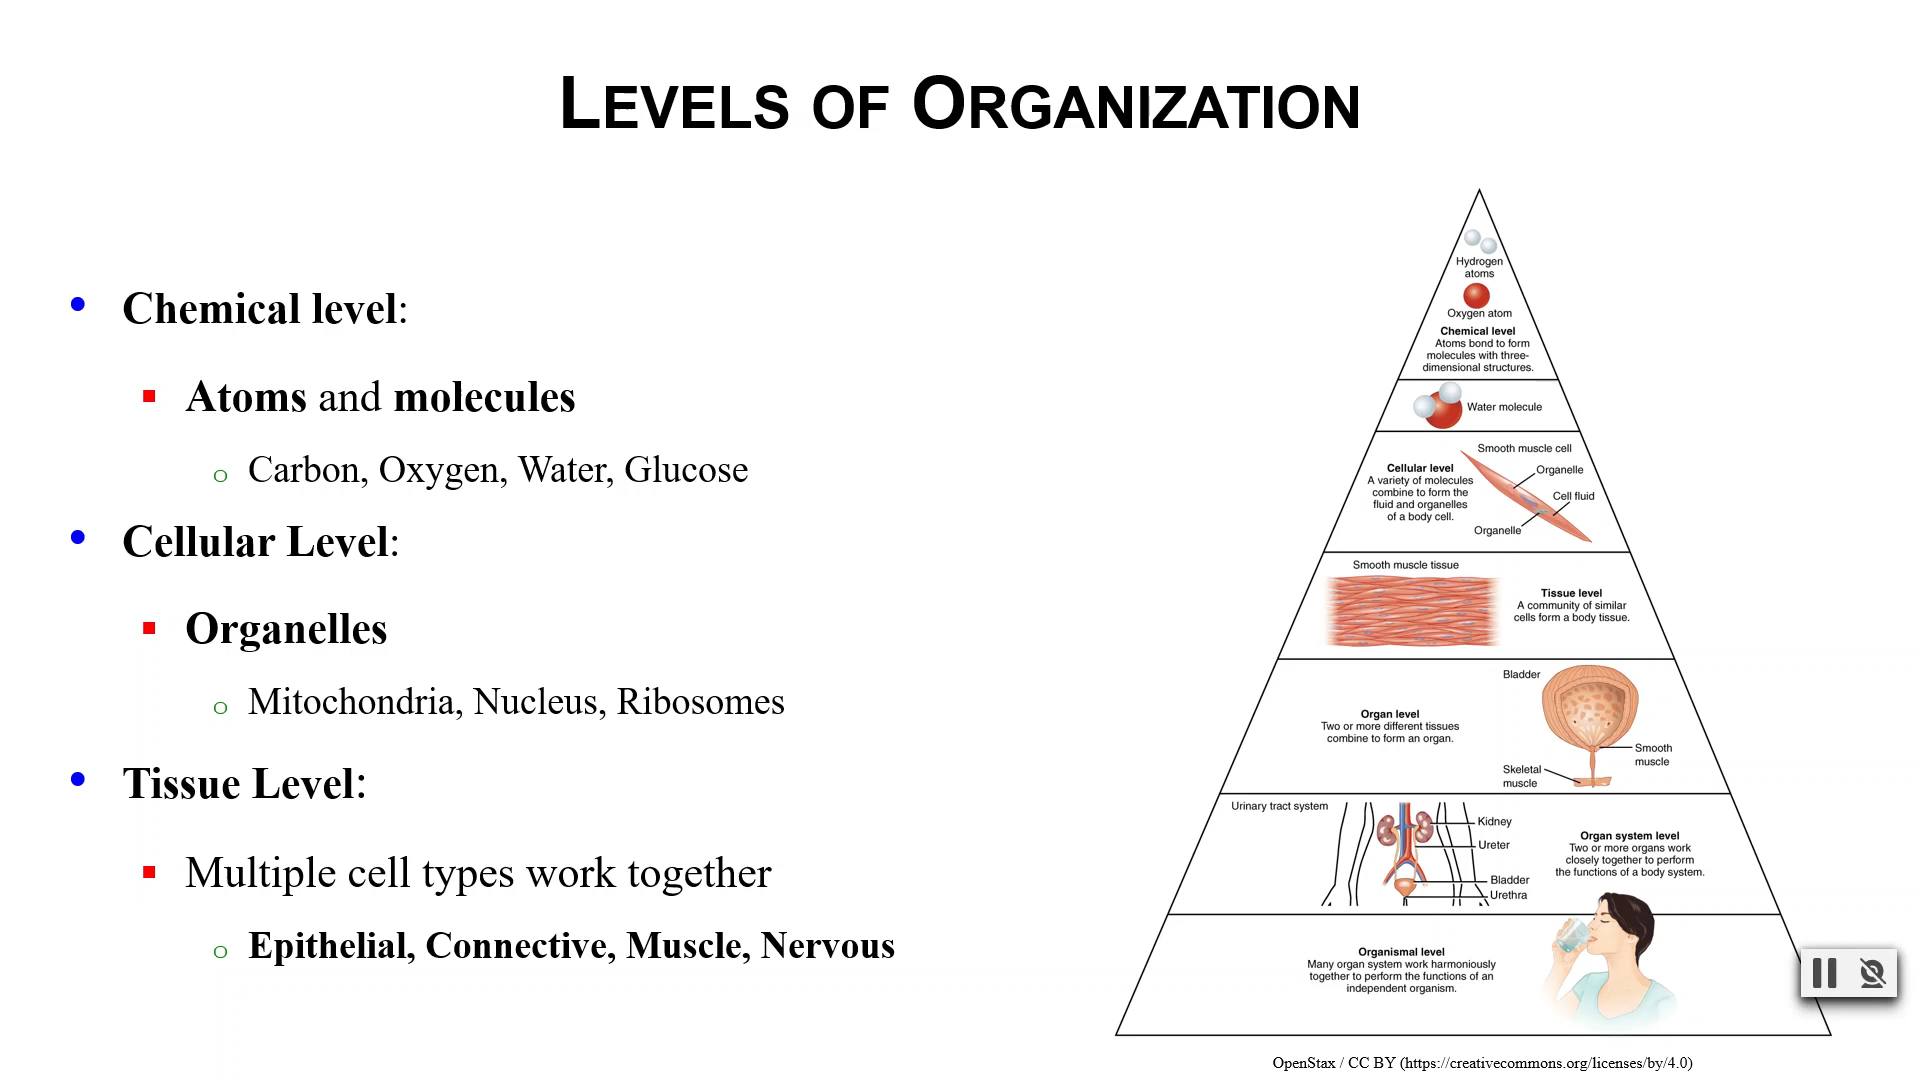 LEVELS OF ORGANIZATION
• Chemical level:
▪ Atoms and molecules
o Carbon, Oxygen, Water, Glucose
• Cellular Level:
▪ Organelles
o Mitochondria, Nucleus, Ribosomes
• Tissue Level:
▪ Multiple cell types work together
o Epithelial, Connective, Muscle, Nervous
Hydrogen
atoms
Oxygen atom
Chemical level
Atoms bond to form
molecules with three-
dimensional structures.
Water molecule
Smooth muscle cell
Organelle
Cell fluid
Organelle
Cellular level
A variety of molecules
combine to form the
fluid and organelles
of a body cell.
Smooth muscle tissue
Tissue level
A community of similar
cells form a body tissue.
Bladder
Smooth
muscle
Skeletal
muscle
Organ level
Two or more different tissues
combine to form an organ.
Urinary tract system
Kidney
Ureter
Bladder
Urethra
Organ system level
Two or more organs work
closely together to perform
the functions of a body system.
Organismal level
Many organ system work harmoniously
together to perform the functions of an
independent organism.
OpenStax / CC BY (https://creativecommons.org/licenses/by/4.0)